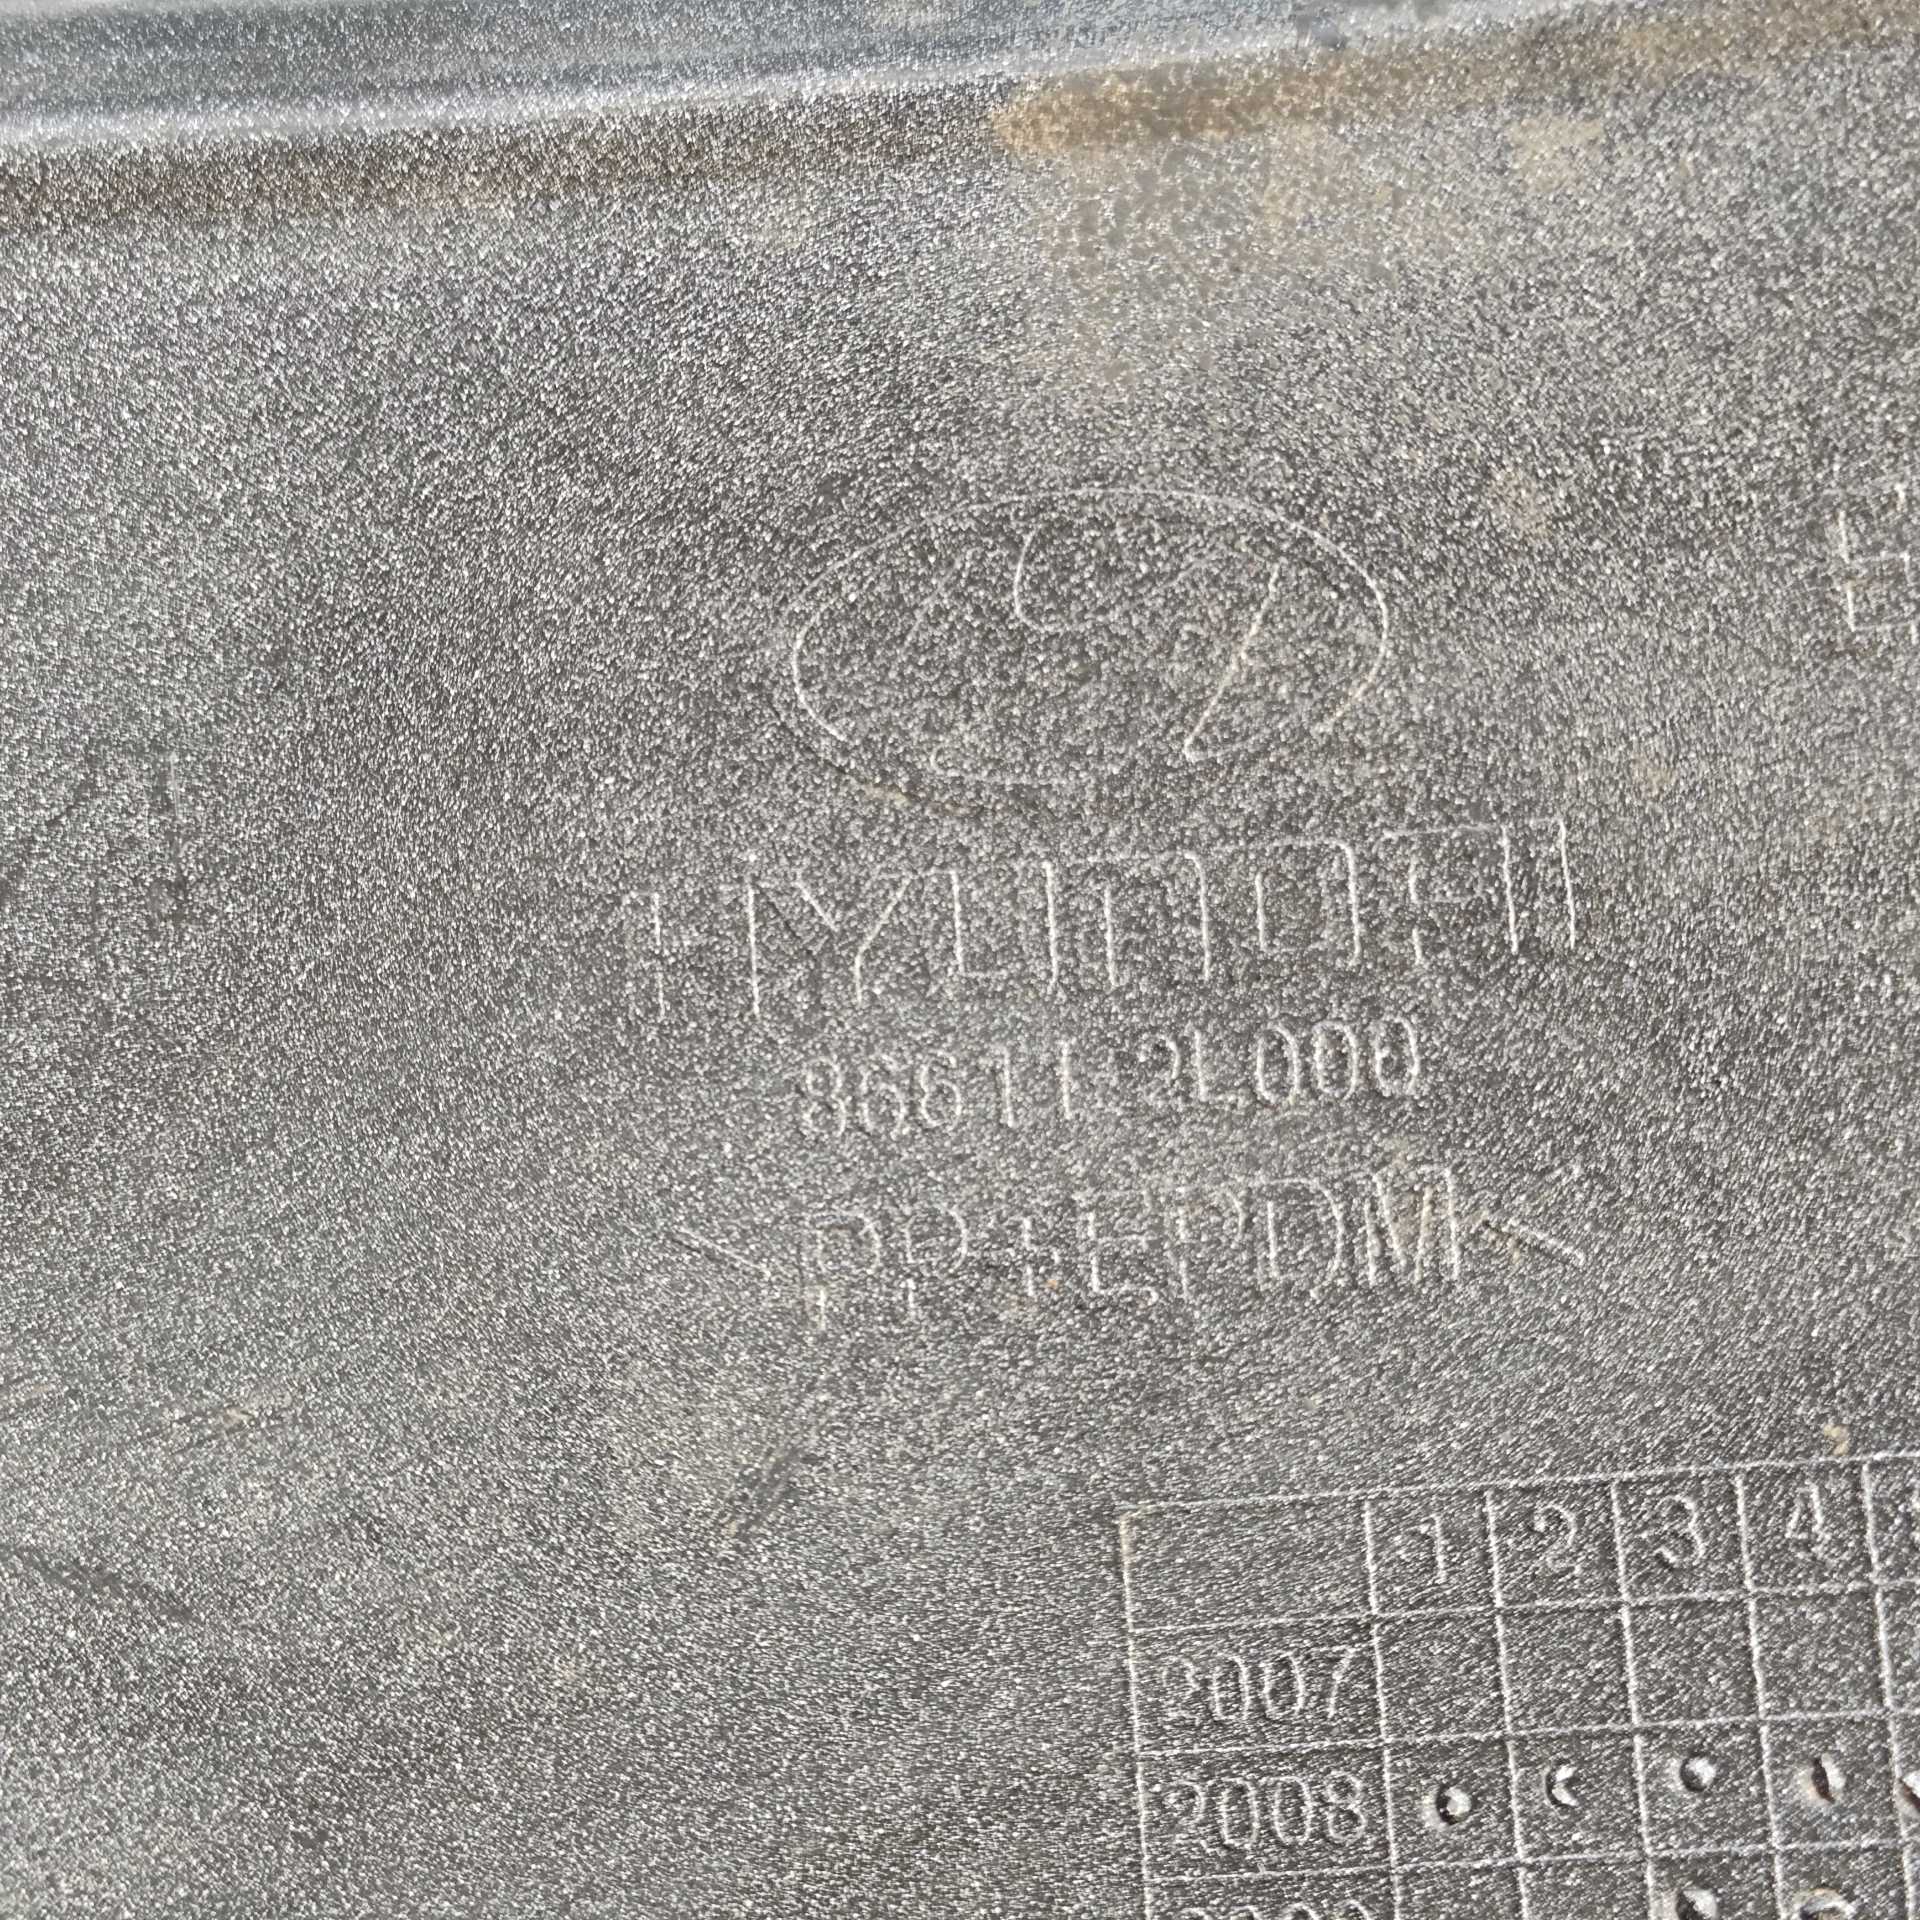 HYUNDAI
86611-2L000
>PP+EPDM<
1 2 3 4
2007
2008